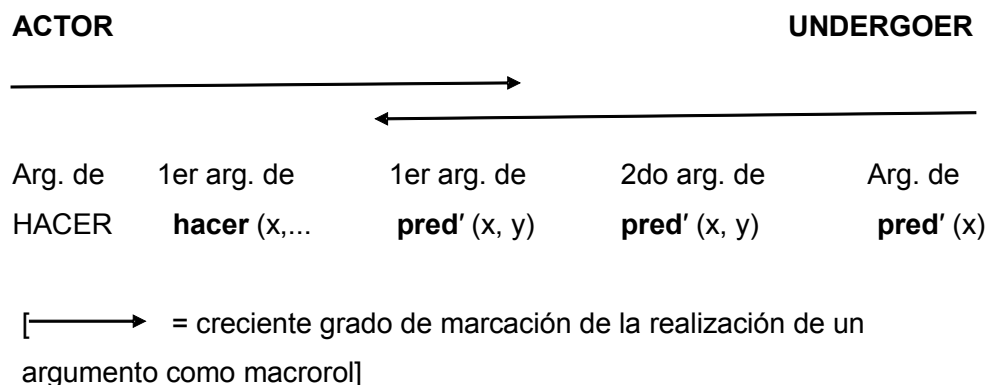 ACTOR UNDERGOER
Arg. de 1er arg. de 1er arg. de 2do arg. de Arg. de
HACER hacer (x,... pred′ (x, y) pred′ (x, y) pred′ (x)
[ = creciente grado de marcación de la realización de un
argumento como macrorol]